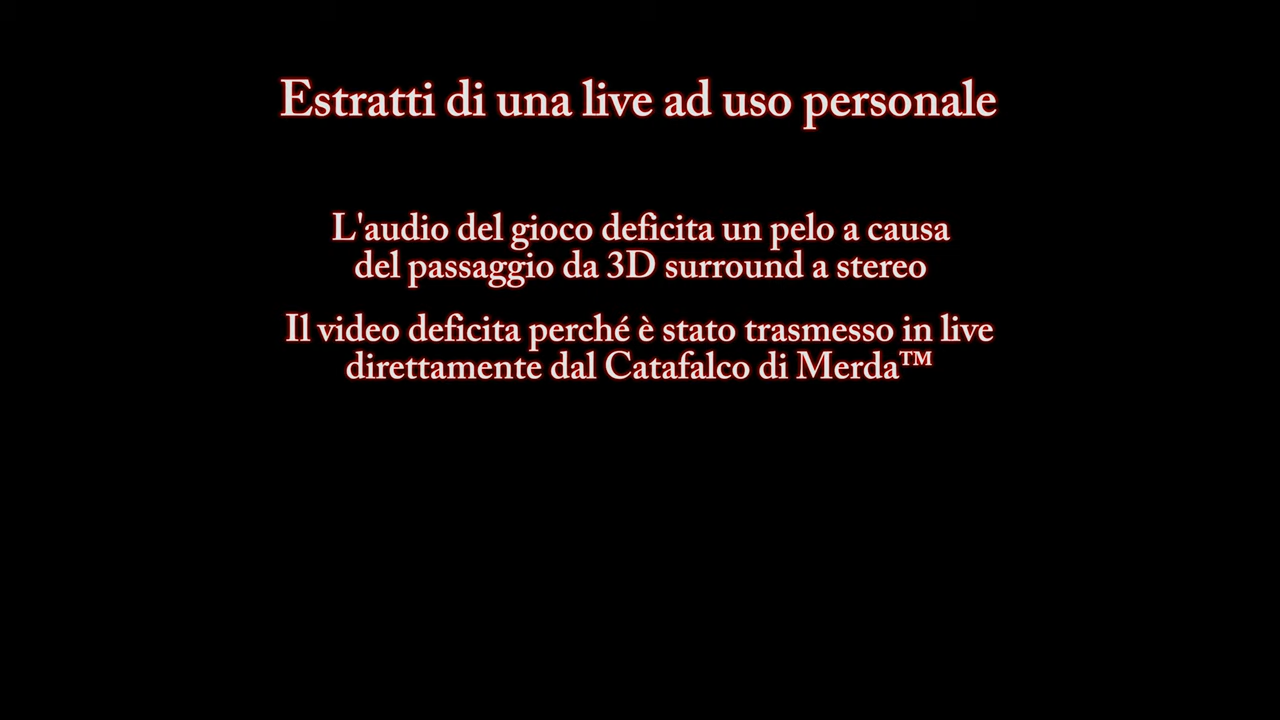 Estratti di una live ad uso personale
L'audio del gioco deficita un pelo a causa
del passaggio da 3D surround a stereo
Il video deficita perché è stato trasmesso in live
direttamente dal Catafalco di Merda™